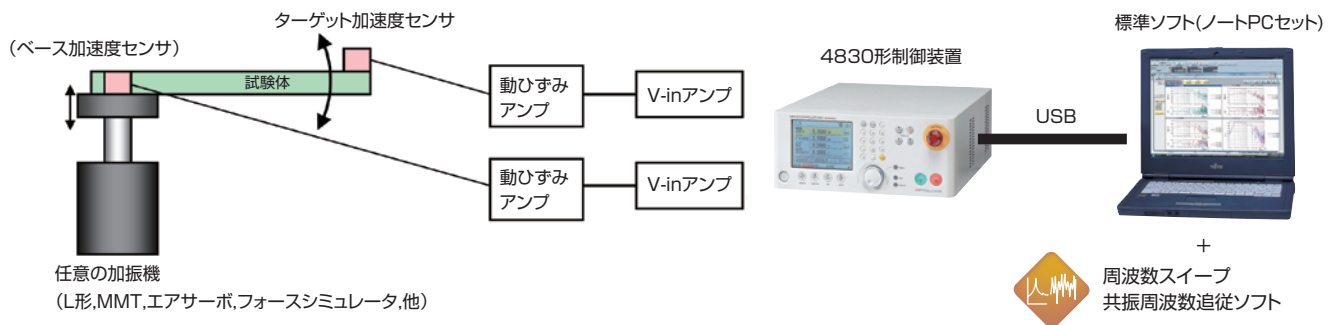 ターゲット加速度センサ
（ベース加速度センサ）
試験体
動ひずみ
アンプ
V-inアンプ
動ひずみ
アンプ
V-inアンプ
任意の加振機
（L形,MMT,エアサーボ,フォースシミュレータ,他）
4830形制御装置
USB
標準ソフト(ノートPCセット)
+
周波数スイープ
共振周波数追従ソフト